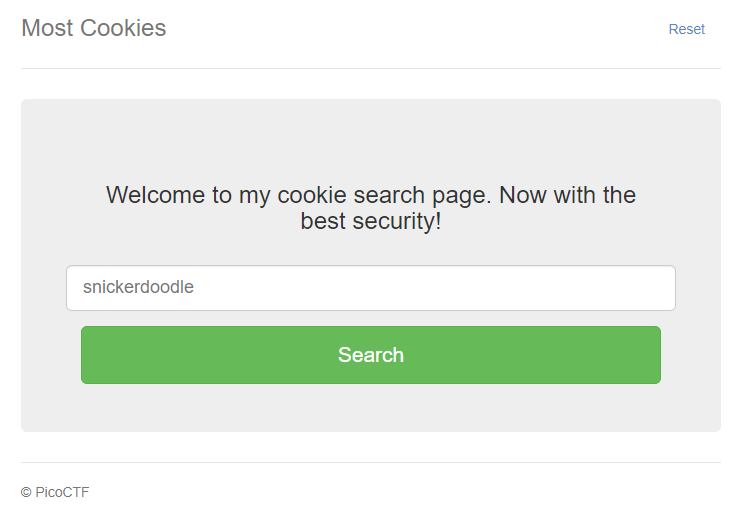 Most Cookies
Reset
Welcome to my cookie search page. Now with the
best security!
snickerdoodle
Search
© PicoCTF